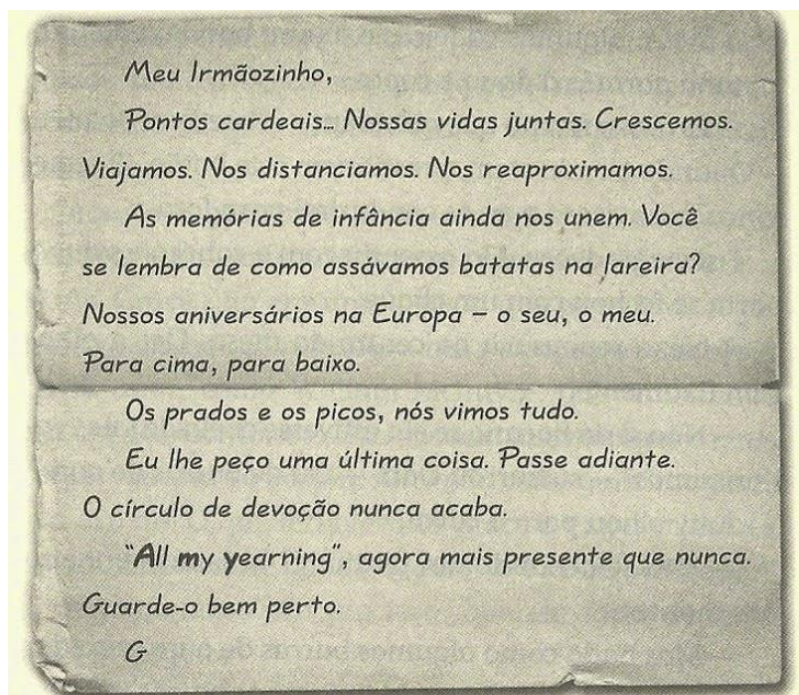 Meu Irmãozinho,
Pontos cardeais... Nossas vidas juntas. Crescemos.
Viajamos. Nos distanciamos. Nos reaproximamos.
As memórias de infância ainda nos unem. Você
se lembra de como assávamos batatas na lareira?
Nossos aniversários na Europa – o seu, o meu.
Para cima, para baixo.
Os prados e os picos, nós vimos tudo.
Eu lhe peço uma última coisa. Passe adiante.
O círculo de devoção nunca acaba.
“All my yearning”, agora mais presente que nunca.
Guarde-o bem perto.
G